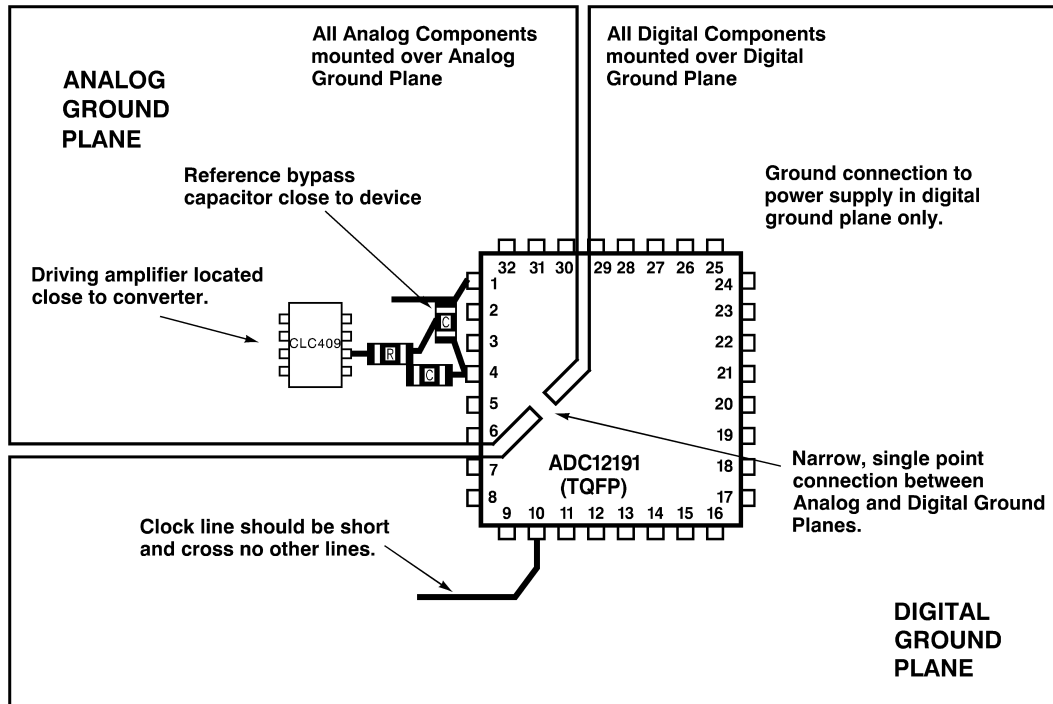 All Analog Components
mounted over Analog
Ground Plane
All Digital Components
mounted over Digital
Ground Plane
ANALOG
GROUND
PLANE
Reference bypass
capacitor close to device
Ground connection to
power supply in digital
ground plane only.
Driving amplifier located
close to converter.
32 31 30 29 28 27 26 25
1
2
3
4
5
6
7
8
24
23
22
21
20
19
18
17
CLC409
R
C
C
ADC12191
(TQFP)
9 10 11 12 13 14 15 16
Narrow, single point
connection between
Analog and Digital Ground
Planes.
Clock line should be short
and cross no other lines.
DIGITAL
GROUND
PLANE